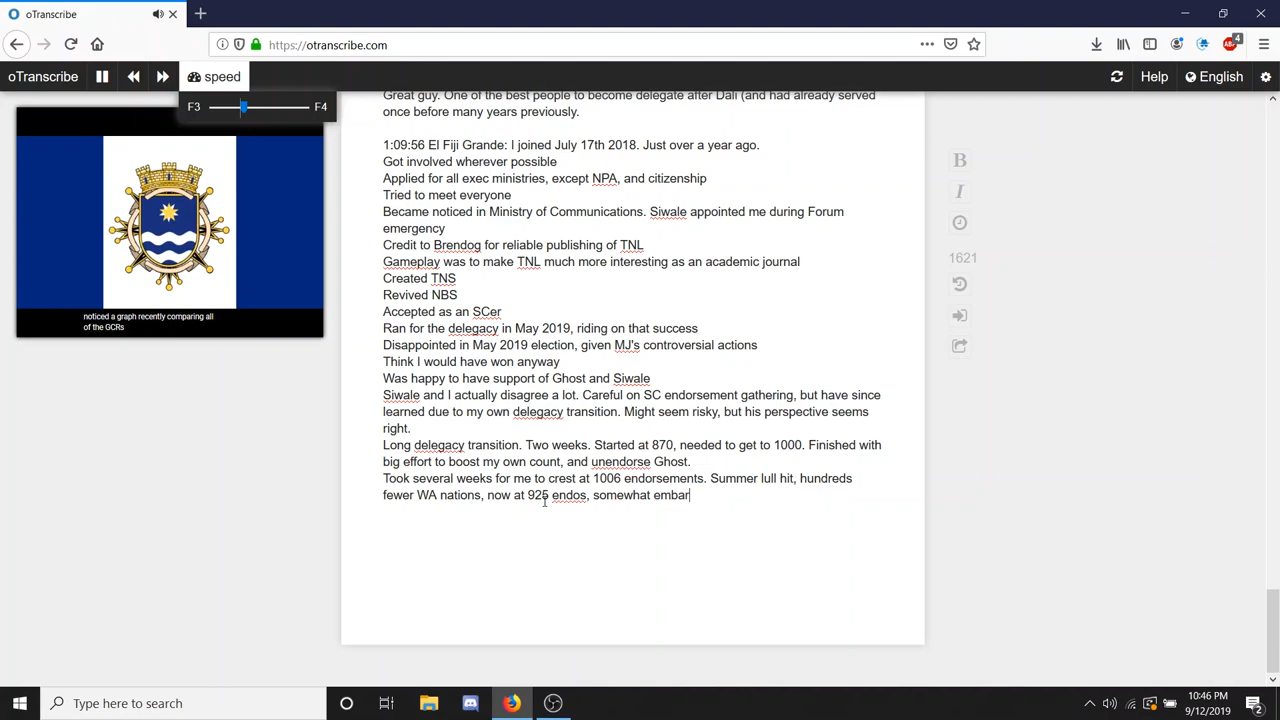 oTranscribe
https://otranscribe.com
4
oTranscribe
speed
Help
English
F3
F4
noticed a graph recently comparing all
of the GCRs
Great guy. One of the best people to become delegate after Dali (and had already served
once before many years previously.
1:09:56 El Fiji Grande: I joined July 17th 2018. Just over a year ago.
Got involved wherever possible
Applied for all exec ministries, except NPA, and citizenship
Tried to meet everyone
Became noticed in Ministry of Communications. Siwale appointed me during Forum
emergency
Credit to Brendog for reliable publishing of TNL
Gameplay was to make TNL much more interesting as an academic journal
Created TNS
Revived NBS
Accepted as an SCer
Ran for the delegacy in May 2019, riding on that success
Disappointed in May 2019 election, given MJ's controversial actions
Think I would have won anyway
Was happy to have support of Ghost and Siwale
Siwale and I actually disagree a lot. Careful on SC endorsement gathering, but have since
learned due to my own delegacy transition. Might seem risky, but his perspective seems
right.
Long delegacy transition. Two weeks. Started at 870, needed to get to 1000. Finished with
big effort to boost my own count, and unendorse Ghost.
Took several weeks for me to crest at 1006 endorsements. Summer lull hit, hundreds
fewer WA nations, now at 925 endos, somewhat embar
B
I
1621
Type here to search
10:46 PM
9/12/2019
2